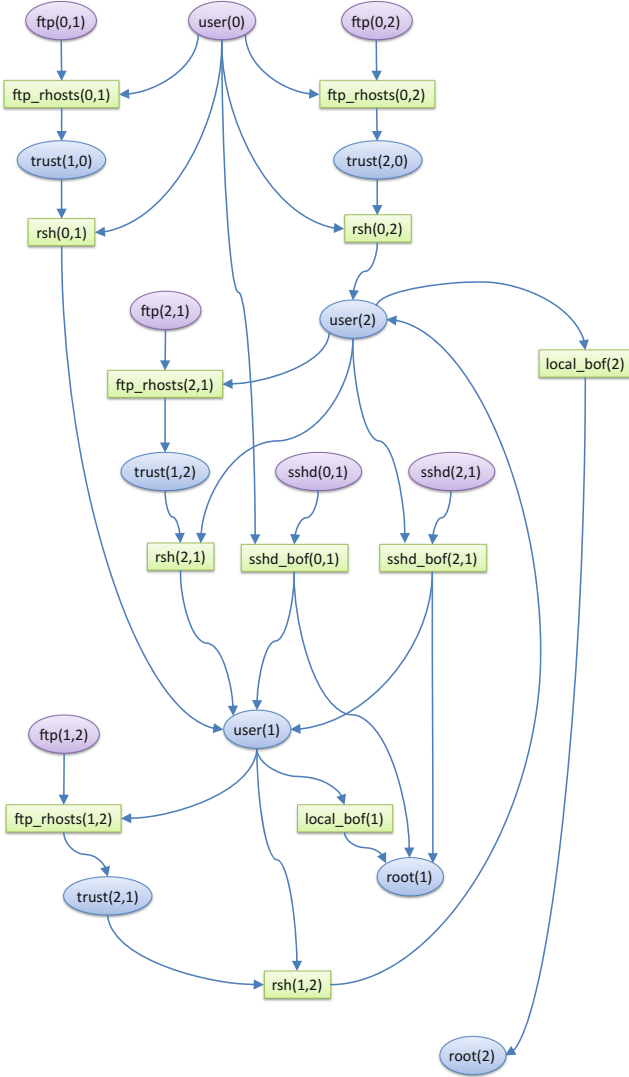 ftp(0,1)
user(0)
ftp(0,2)
ftp_rhosts(0,1)
ftp_rhosts(0,2)
trust(1,0)
trust(2,0)
rsh(0,1)
rsh(0,2)
ftp(2,1)
user(2)
local_bof(2)
ftp_rhosts(2,1)
trust(1,2)
sshd(0,1)
sshd(2,1)
rsh(2,1)
sshd_bof(0,1)
sshd_bof(2,1)
ftp(1,2)
user(1)
ftp_rhosts(1,2)
local_bof(1)
trust(2,1)
root(1)
rsh(1,2)
root(2)